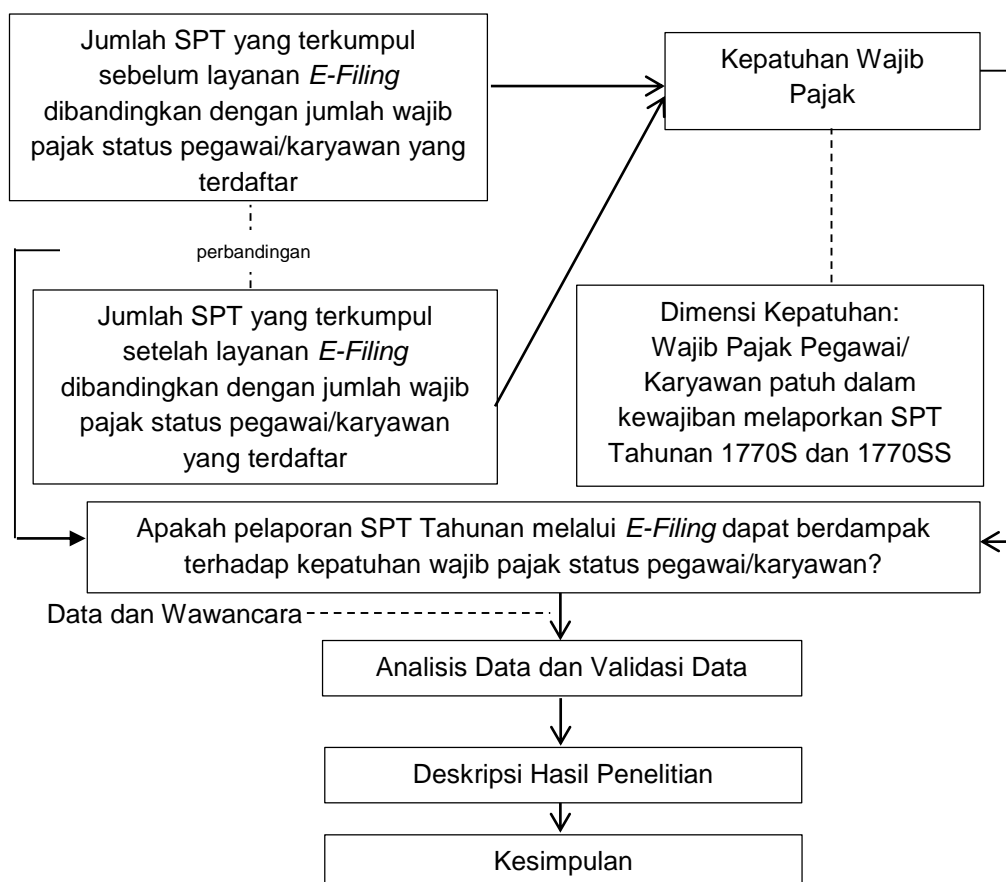 Jumlah SPT yang terkumpul
sebelum layanan E-Filing
dibandingkan dengan jumlah wajib
pajak status pegawai/karyawan yang
terdaftar
Kepatuhan Wajib
Pajak
perbandingan
Jumlah SPT yang terkumpul
setelah layanan E-Filing
dibandingkan dengan jumlah wajib
pajak status pegawai/karyawan
yang terdaftar
Dimensi Kepatuhan:
Wajib Pajak Pegawai/
Karyawan patuh dalam
kewajiban melaporkan SPT
Tahunan 1770S dan 1770SS
Apakah pelaporan SPT Tahunan melalui E-Filing dapat berdampak
terhadap kepatuhan wajib pajak status pegawai/karyawan?
Data dan Wawancara
Analisis Data dan Validasi Data
Deskripsi Hasil Penelitian
Kesimpulan